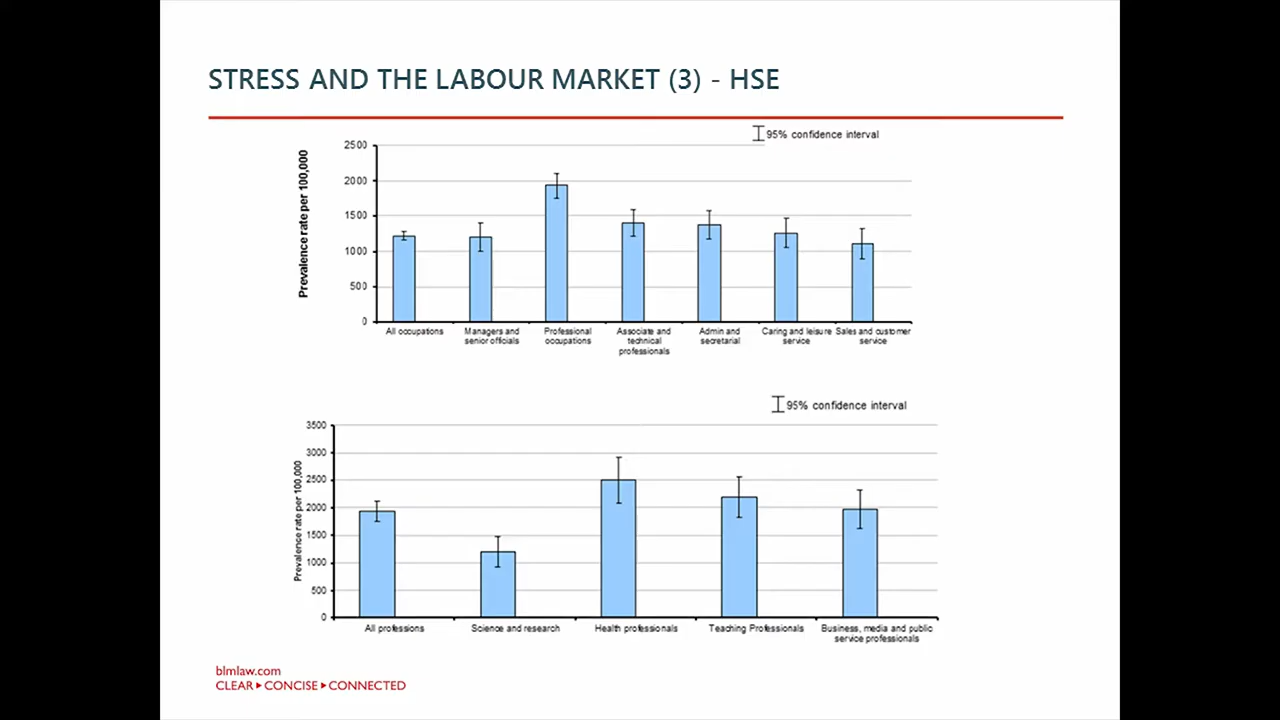 STRESS AND THE LABOUR MARKET (3) - HSE
95% confidence interval
Prevalence rate per 100,000
2500
2000
1500
1000
500
0
All occupations
Managers and
senior officials
Professional
occupations
Associate and
technical
professionals
Admin and
secretarial
Caring and leisure
service
Sales and customer
service
95% confidence interval
Prevalence rate per 100,000
3500
3000
2500
2000
1500
1000
500
0
All professions
Science and research
Health professionals
Teaching Professionals
Business, media and public
service professionals
blmlaw.com
CLEAR▸CONCISE▸CONNECTED